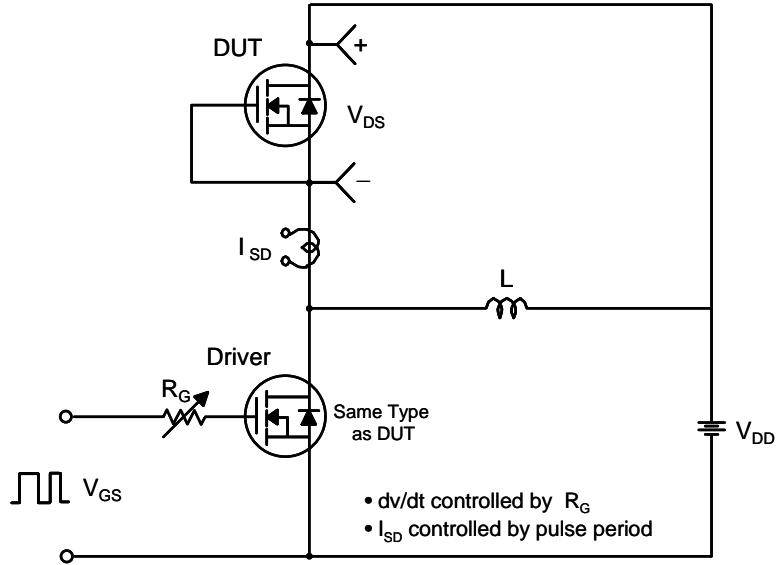 DUT
+
V_DS
−
I_SD
L
Driver
R_G
Same Type
as DUT
V_DD
V_GS
• dv/dt controlled by R_G
• I_SD controlled by pulse period